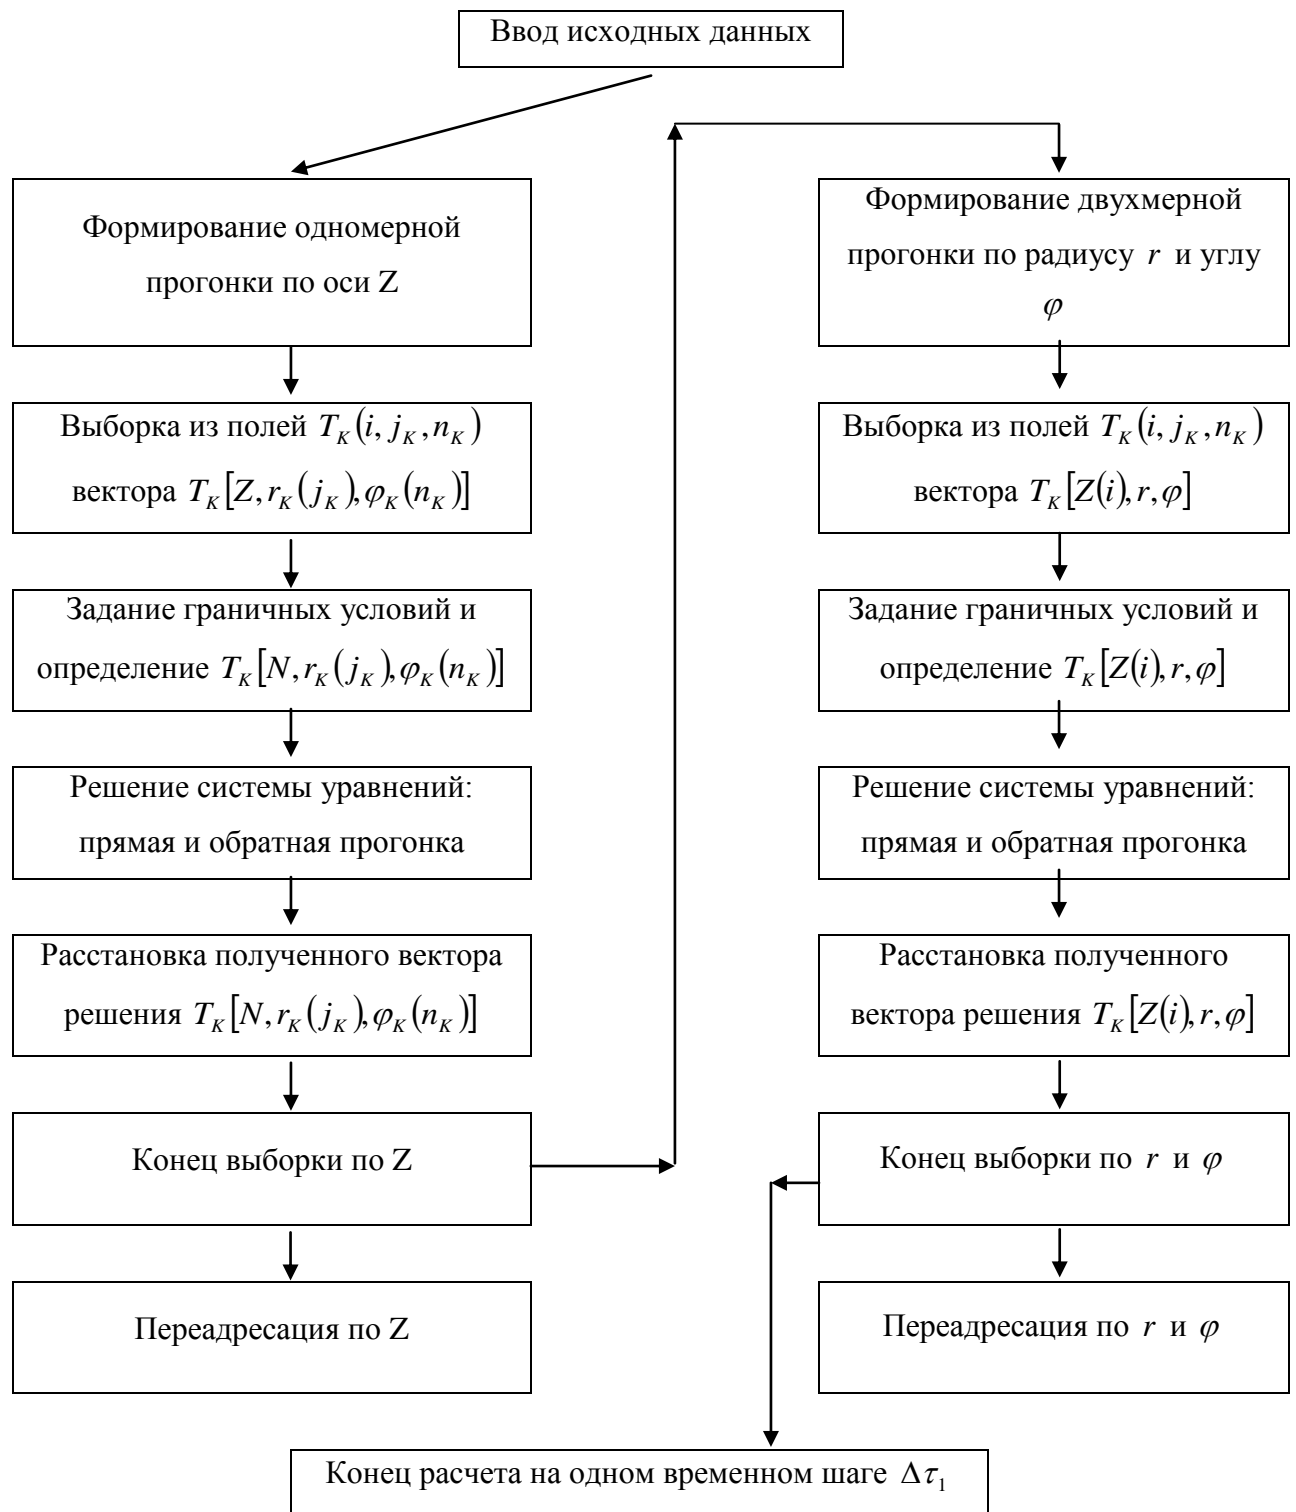 Ввод исходных данных
Формирование одномерной
прогонки по оси Z
Выборка из полей T_K(i, j_K, n_K)
вектора T_K[Z, r_K(j_K), φ_K(n_K)]
Задание граничных условий и
определение T_K[N, r_K(j_K), φ_K(n_K)]
Решение системы уравнений:
прямая и обратная прогонка
Расстановка полученного вектора
решения T_K[N, r_K(j_K), φ_K(n_K)]
Конец выборки по Z
Переадресация по Z
Формирование двухмерной
прогонки по радиусу r и углу
φ
Выборка из полей T_K(i, j_K, n_K)
вектора T_K[Z(i), r, φ]
Задание граничных условий и
определение T_K[Z(i), r, φ]
Решение системы уравнений:
прямая и обратная прогонка
Расстановка полученного
вектора решения T_K[Z(i), r, φ]
Конец выборки по r и φ
Переадресация по r и φ
Конец расчета на одном временном шаге Δτ₁